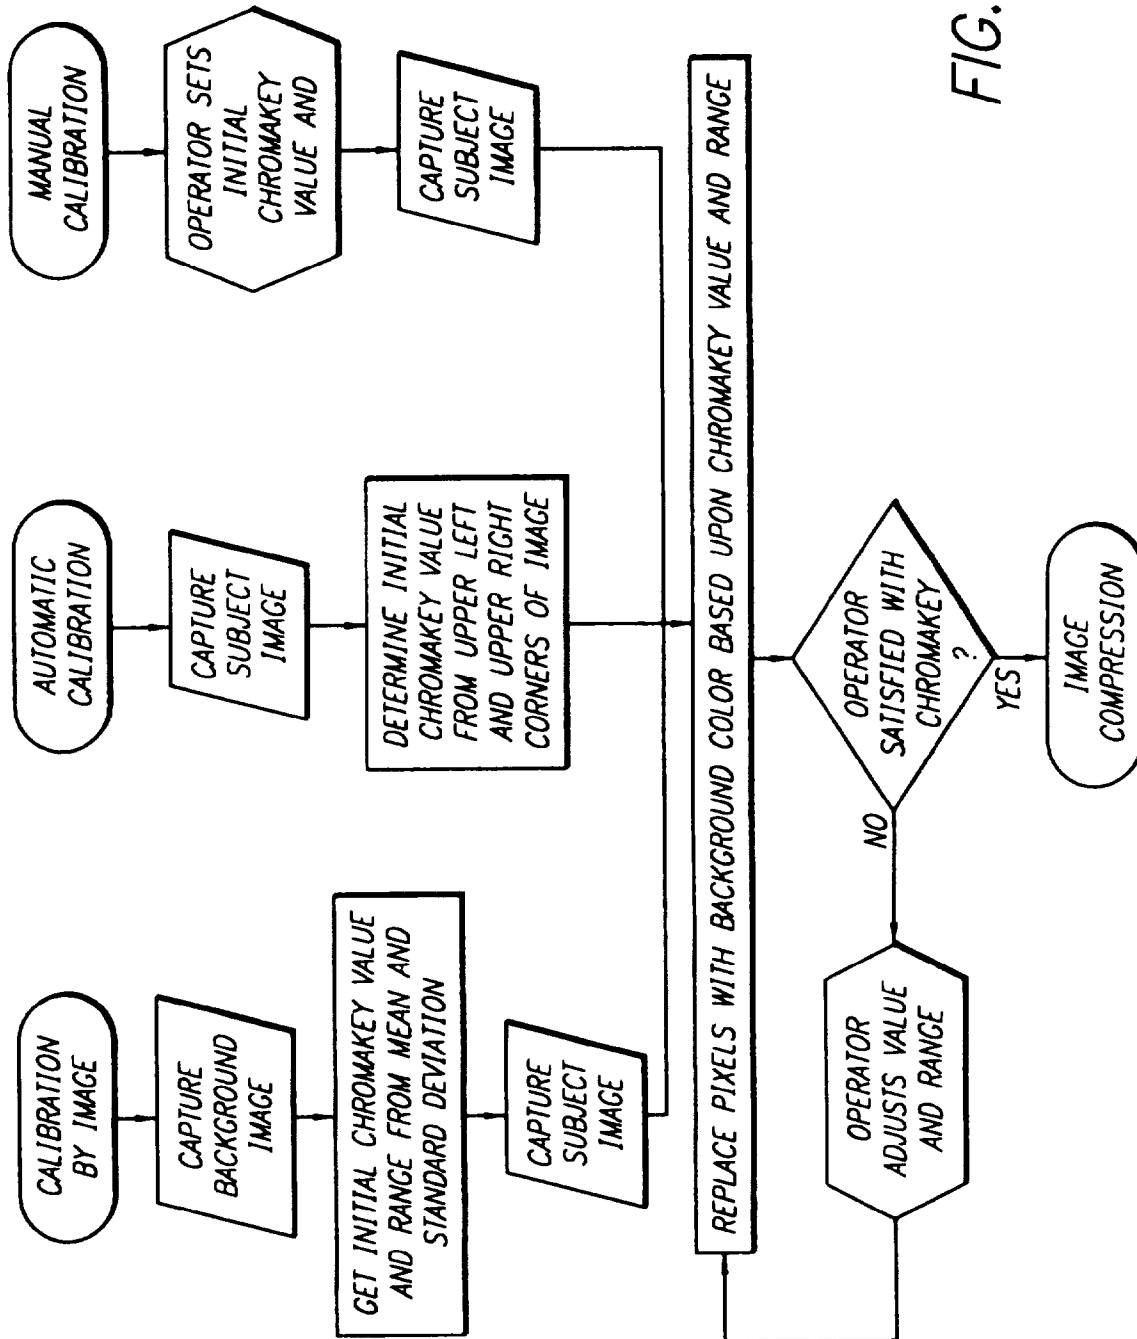 CALIBRATION
BY IMAGE
CAPTURE
BACKGROUND
IMAGE
GET INITIAL CHROMAKEY VALUE
AND RANGE FROM MEAN AND
STANDARD DEVIATION
CAPTURE
SUBJECT
IMAGE
AUTOMATIC
CALIBRATION
CAPTURE
SUBJECT
IMAGE
DETERMINE INITIAL
CHROMAKEY VALUE
FROM UPPER LEFT
AND UPPER RIGHT
CORNERS OF IMAGE
MANUAL
CALIBRATION
OPERATOR SETS
INITIAL
CHROMAKEY
VALUE AND
CAPTURE
SUBJECT
IMAGE
REPLACE PIXELS WITH BACKGROUND COLOR BASED UPON CHROMAKEY VALUE AND RANGE
OPERATOR
SATISFIED WITH
CHROMAKEY
?
NO
YES
OPERATOR
ADJUSTS VALUE
AND RANGE
IMAGE
COMPRESSION
FIG.